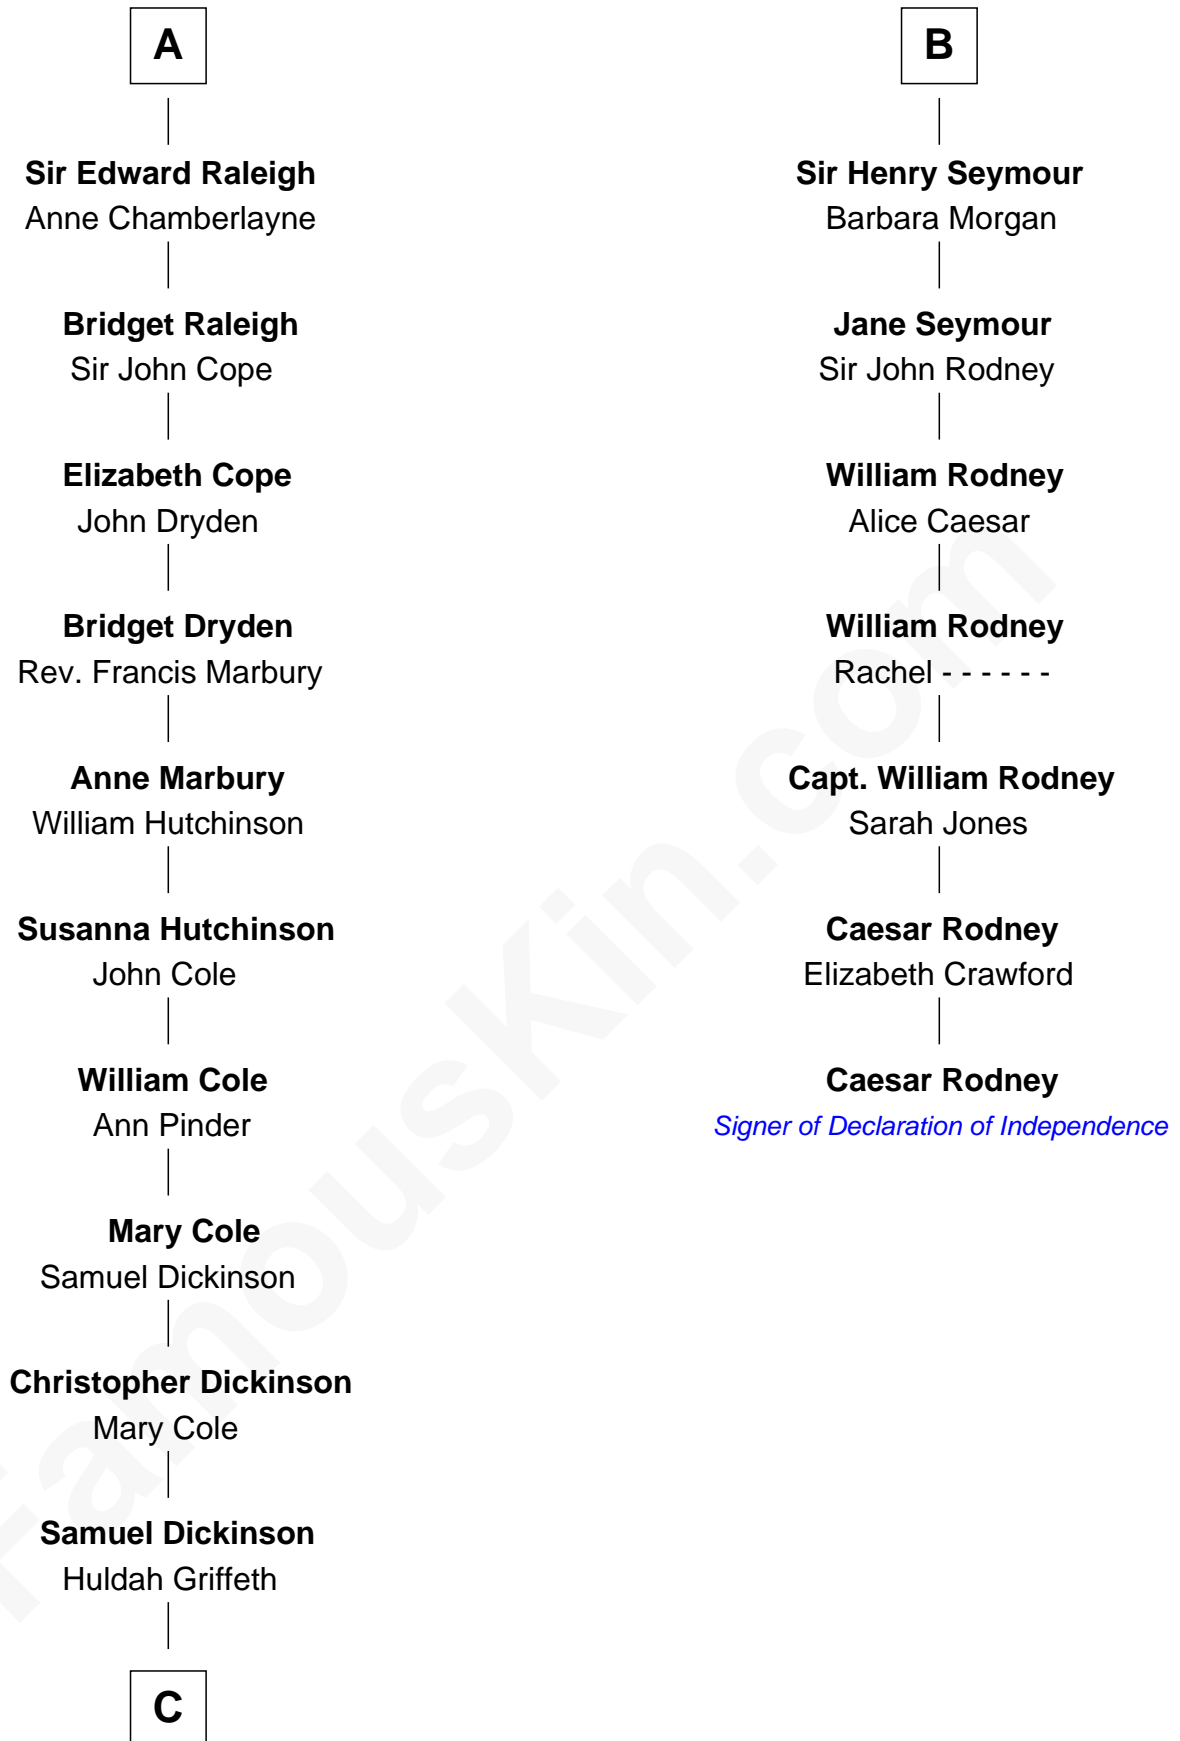 A
Sir Edward Raleigh
Anne Chamberlayne
Bridget Raleigh
Sir John Cope
Elizabeth Cope
John Dryden
Bridget Dryden
Rev. Francis Marbury
Anne Marbury
William Hutchinson
Susanna Hutchinson
John Cole
William Cole
Ann Pinder
Mary Cole
Samuel Dickinson
Christopher Dickinson
Mary Cole
Samuel Dickinson
Huldah Griffeth
C
B
Sir Henry Seymour
Barbara Morgan
Jane Seymour
Sir John Rodney
William Rodney
Alice Caesar
William Rodney
Rachel - - - - - -
Capt. William Rodney
Sarah Jones
Caesar Rodney
Elizabeth Crawford
Caesar Rodney
Signer of Declaration of Independence
FamousKin.com